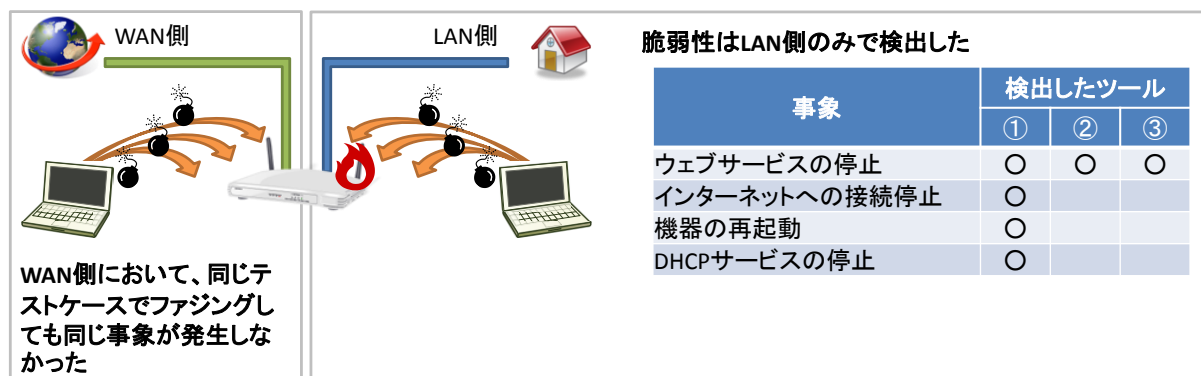 WAN側
LAN側
WAN側において、同じテ
ストケースでファジングし
ても同じ事象が発生しな
かった
脆弱性はLAN側のみで検出した
事象
検出したツール
① ② ③
ウェブサービスの停止 ○ ○ ○
インターネットへの接続停止 ○
機器の再起動 ○
DHCPサービスの停止 ○